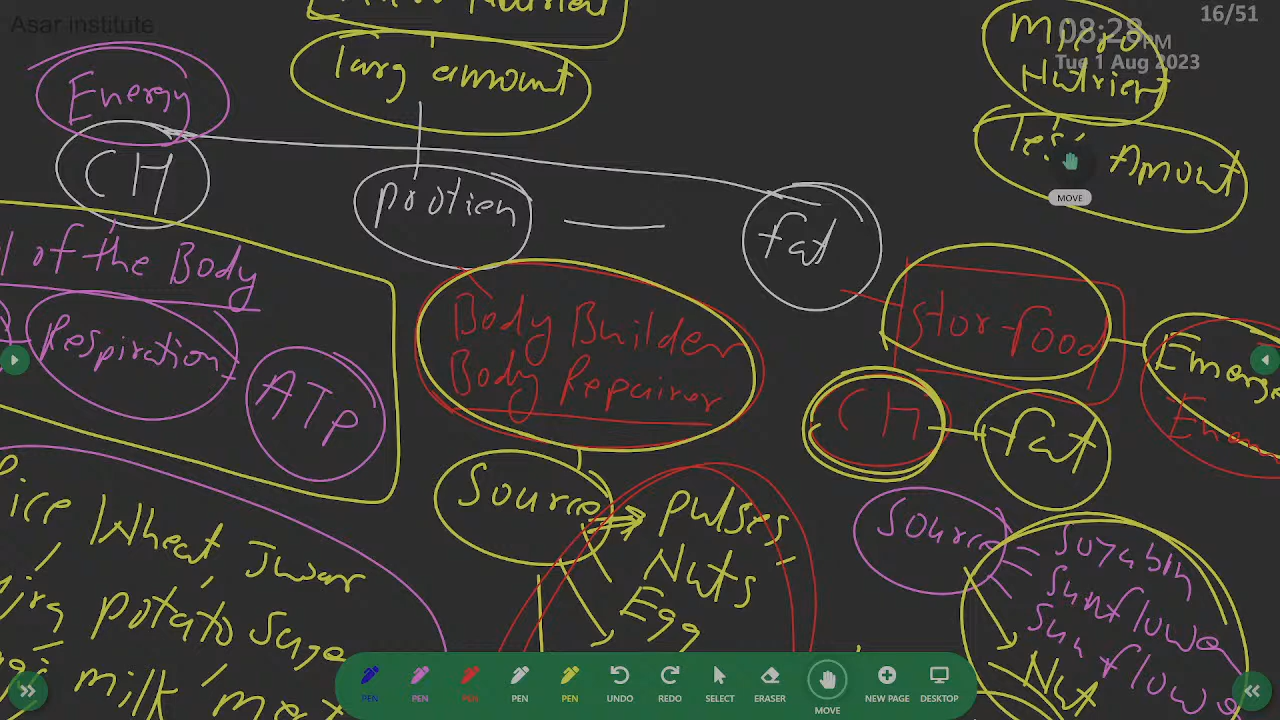 Asar institute
16/51
08:28 PM
Tue 1 Aug 2023
Micro
Nutrient
less Amount
MOVE
larg amount
Energy
CH
protien
fat
of the Body
Respiration
ATP
Body Builder
Body Repairer
Stor-food
CH
fat
Source
pulses
Nuts
Egg
Source
Soyabin
Sunflower
Sunflowe
Nut
Wheat Jwar
potato Suge
milk
PEN
PEN
PEN
PEN
PEN
UNDO
REDO
SELECT
ERASER
MOVE
NEW PAGE
DESKTOP